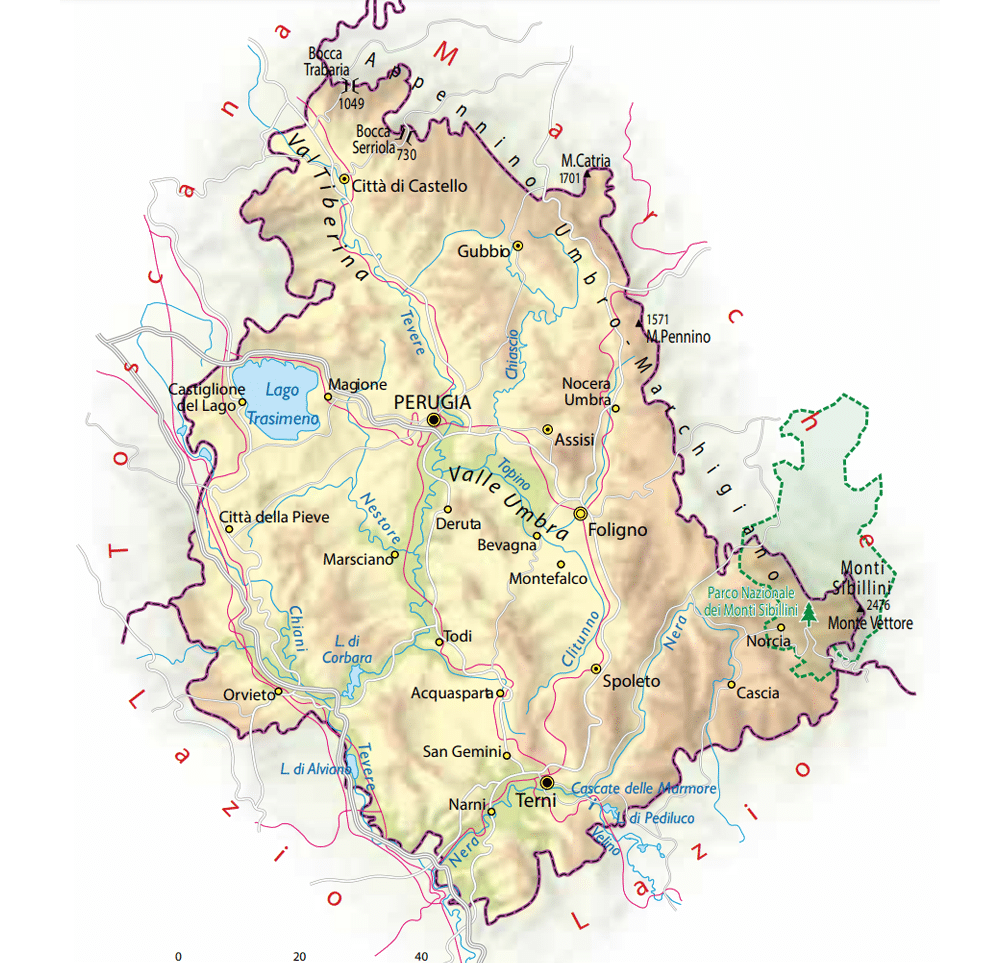 Toscana
Marche
Lazio
Lazio
Bocca
Trabaria
1049
Appennino
Umbro-Marchigiano
Bocca
Serriola
730
M.Catria
1701
Val Tiberina
Città di Castello
Gubbio
Tevere
Chiascio
1571
M.Pennino
Castiglione
del Lago
Lago
Trasimeno
Magione
PERUGIA
Nocera
Umbra
Assisi
Topino
Valle Umbra
Nestore
Città della Pieve
Deruta
Bevagna
Foligno
Marsciano
Montefalco
Monti
Sibillini
2476
Monte Vettore
Parco Nazionale
dei Monti Sibillini
Norcia
Chiani
L. di
Corbara
Todi
Clitunno
Nera
Orvieto
Acquasparta
Spoleto
Cascia
San Gemini
L. di Alviano
Tevere
Terni
Cascate delle Marmore
Narni
L. di Pediluco
Velino
Nera
0 20 40